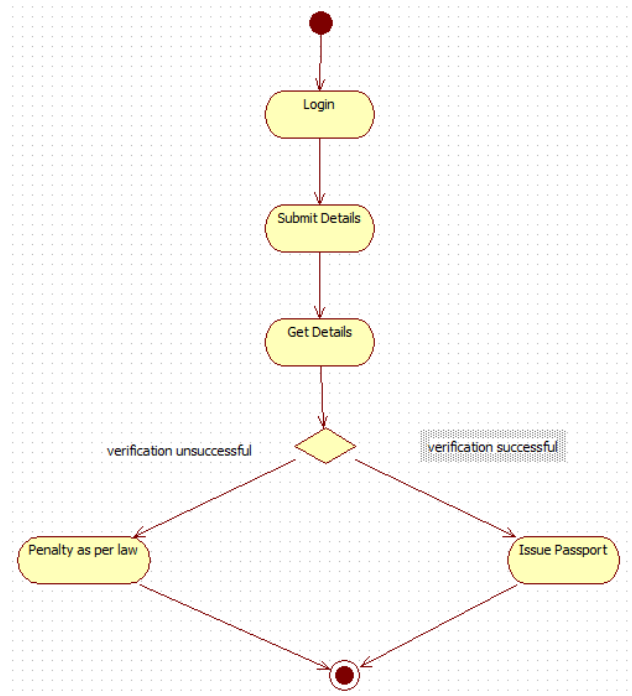 Login
Submit Details
Get Details
verification unsuccessful
verification successful
Penalty as per law
Issue Passport